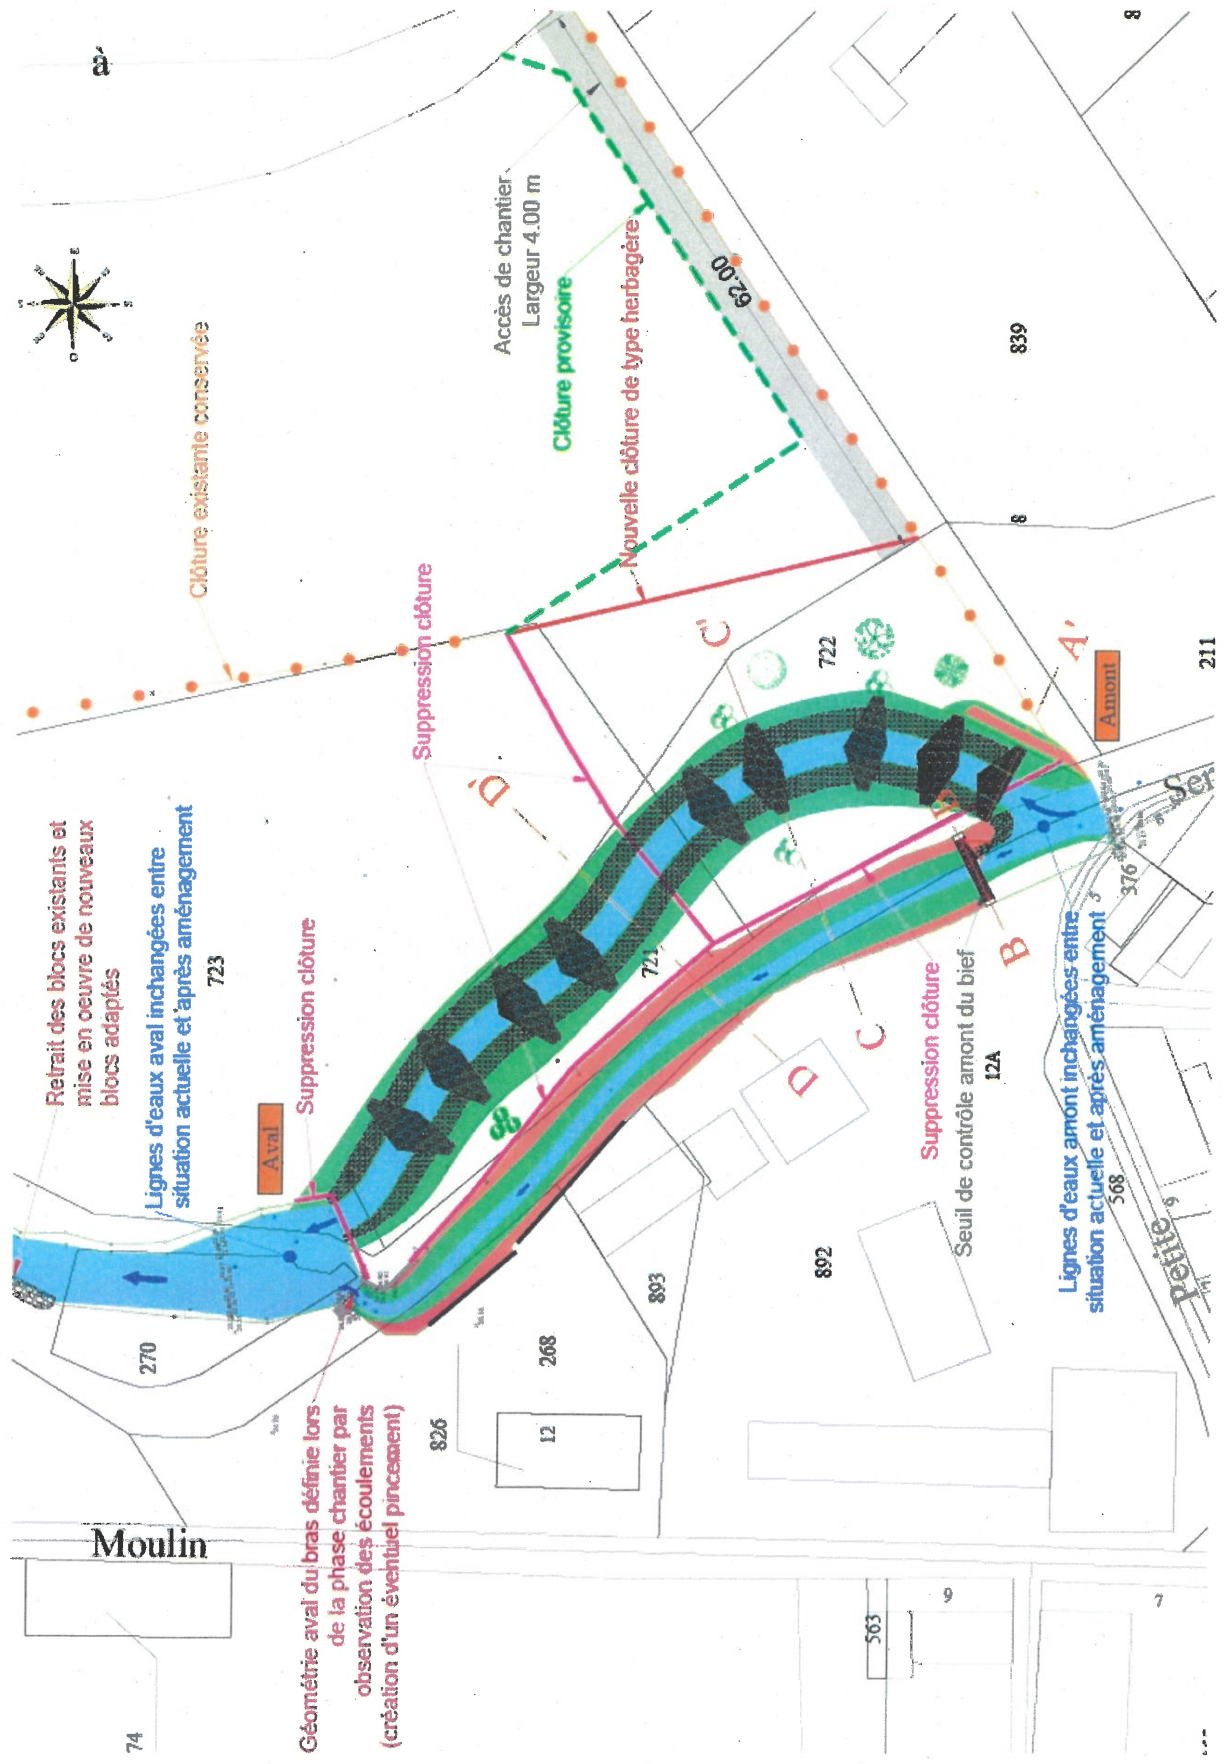 Retrait des blocs existants et
mise en oeuvre de nouveaux
blocs adaptés
Lignes d'eaux aval inchangées entre
situation actuelle et après aménagement
723
Aval
Suppression clôture
Clôture existante conservée
Suppression clôture
à
Accès de chantier
Largeur 4.00 m
Clôture provisoire
Nouvelle clôture de type herbagère
62.00
839
8
8
722
721
211
Amont
A'
B'
B
C'
C
D'
D
Suppression clôture
Seuil de contrôle amont du bief
12A
Lignes d'eaux amont inchangées entre
situation actuelle et après aménagement
376
Ser
568
Petite
9
892
893
268
12
826
270
Géométrie aval du bras définie lors
de la phase chantier par
observation des écoulements
(création d'un éventuel pincement)
Moulin
74
563
9
7
O
E